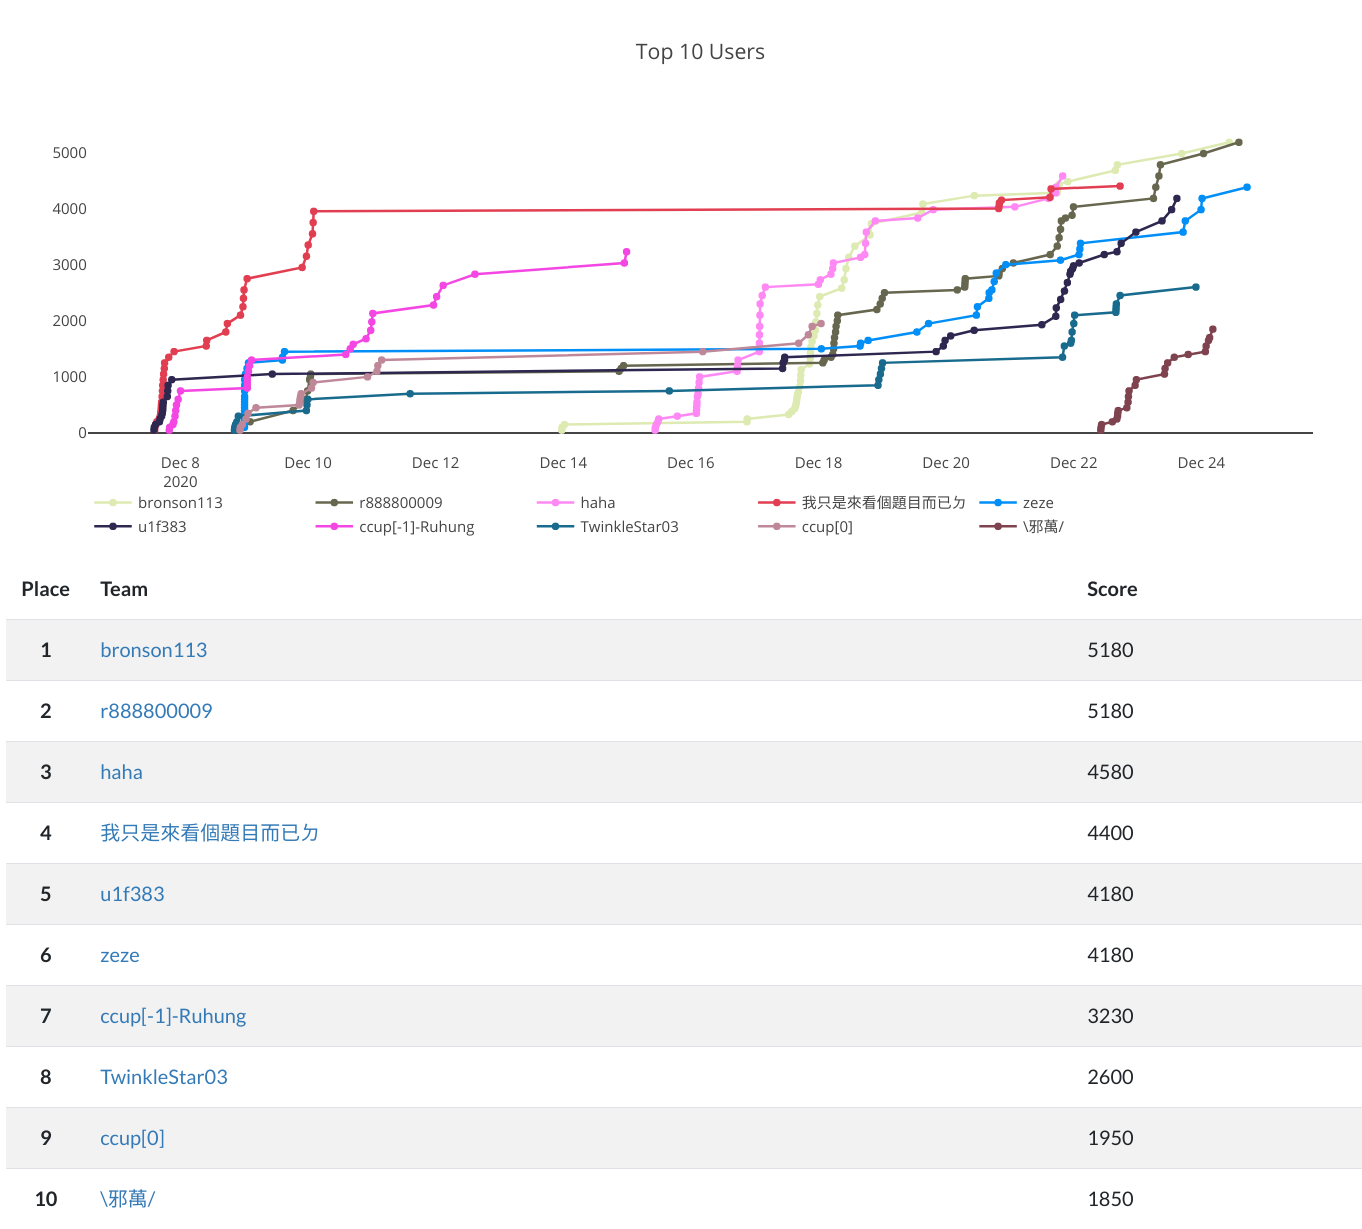 Top 10 Users
5000
4000
3000
2000
1000
0
Dec 8 Dec 10 Dec 12 Dec 14 Dec 16 Dec 18 Dec 20 Dec 22 Dec 24
2020
bronson113 r888800009 haha 我只是來看個題目而已ㄉ zeze
u1f383 ccup[-1]-Ruhung TwinkleStar03 ccup[0] \邪萬/
Place Team Score
1 bronson113 5180
2 r888800009 5180
3 haha 4580
4 我只是來看個題目而已ㄉ 4400
5 u1f383 4180
6 zeze 4180
7 ccup[-1]-Ruhung 3230
8 TwinkleStar03 2600
9 ccup[0] 1950
10 \邪萬/ 1850